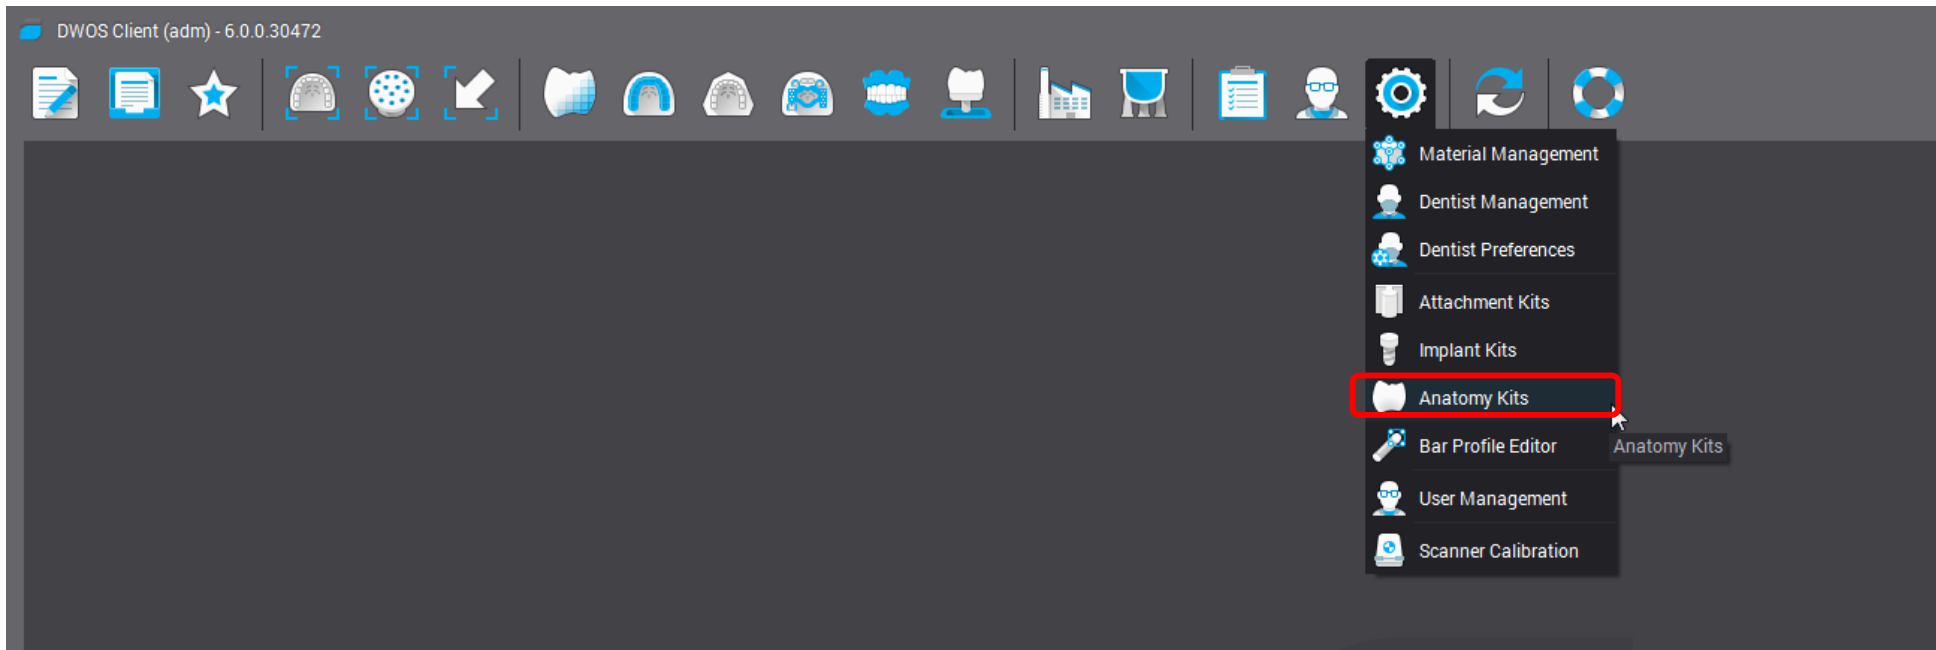 DWOS Client (adm) - 6.0.0.30472
Material Management
Dentist Management
Dentist Preferences
Attachment Kits
Implant Kits
Anatomy Kits
Bar Profile Editor
Anatomy Kits
User Management
Scanner Calibration